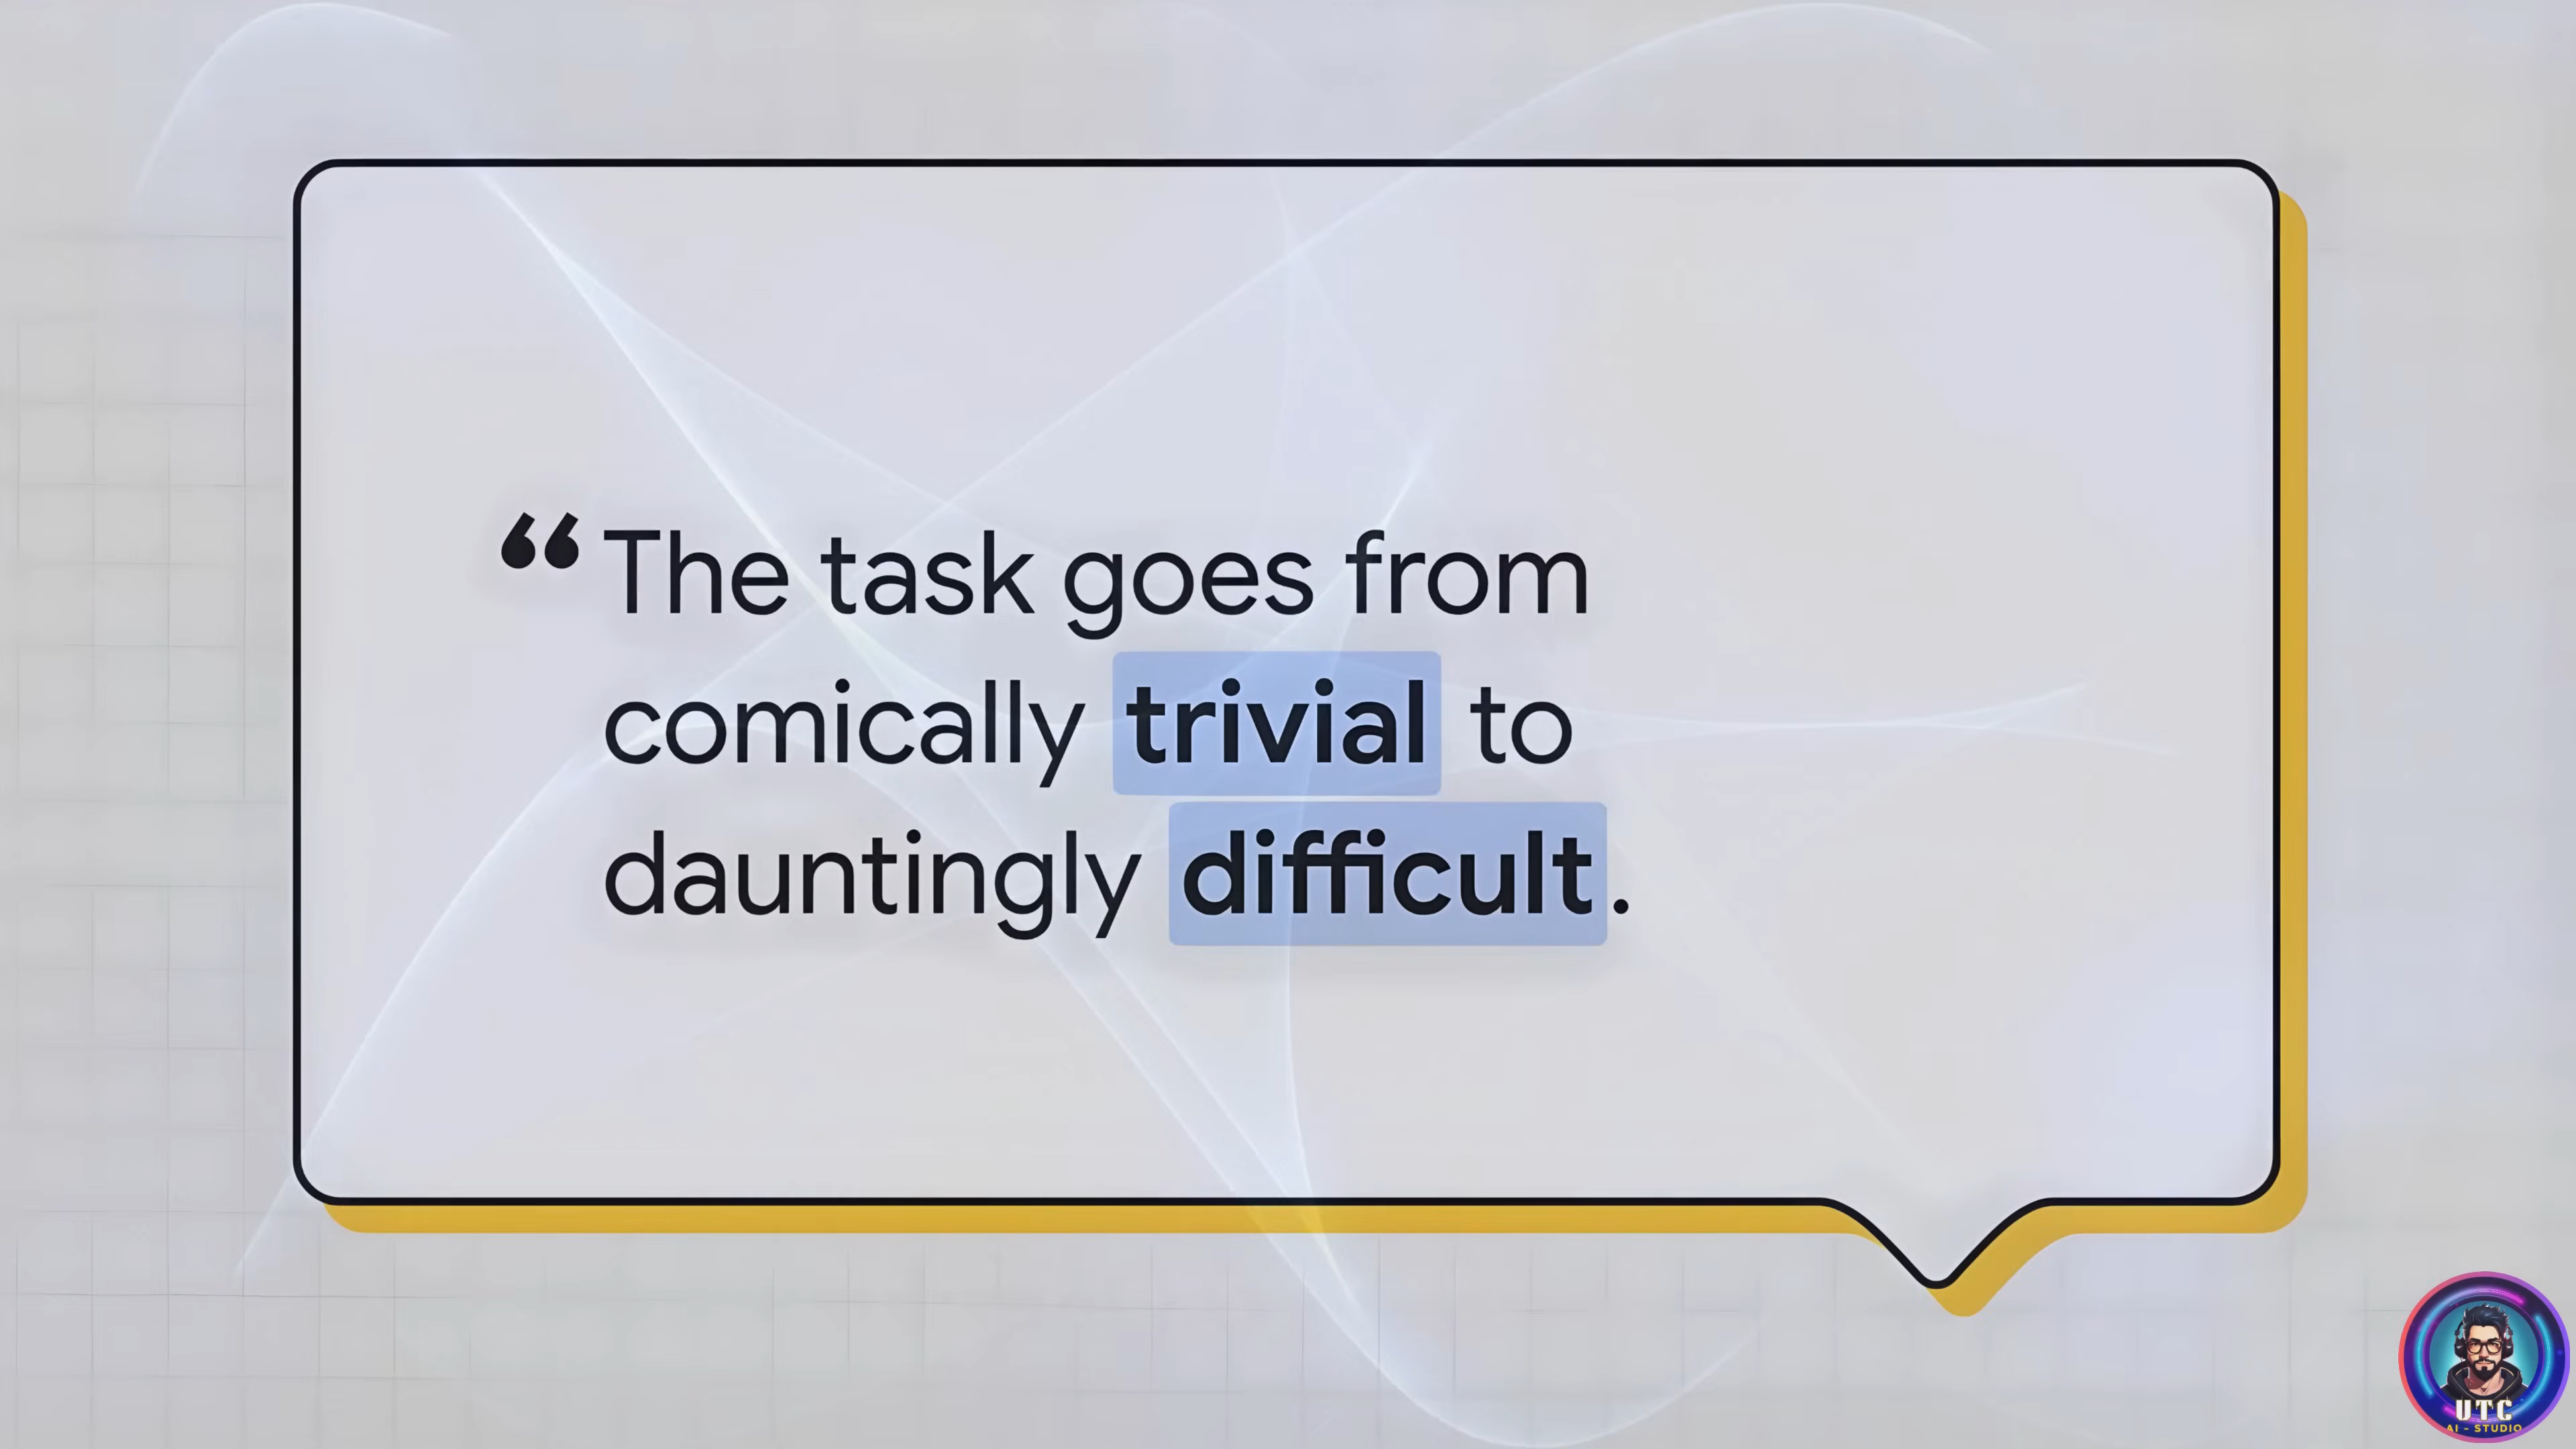 “The task goes from
comically trivial to
dauntingly difficult.
UTC
AI - STUDIO